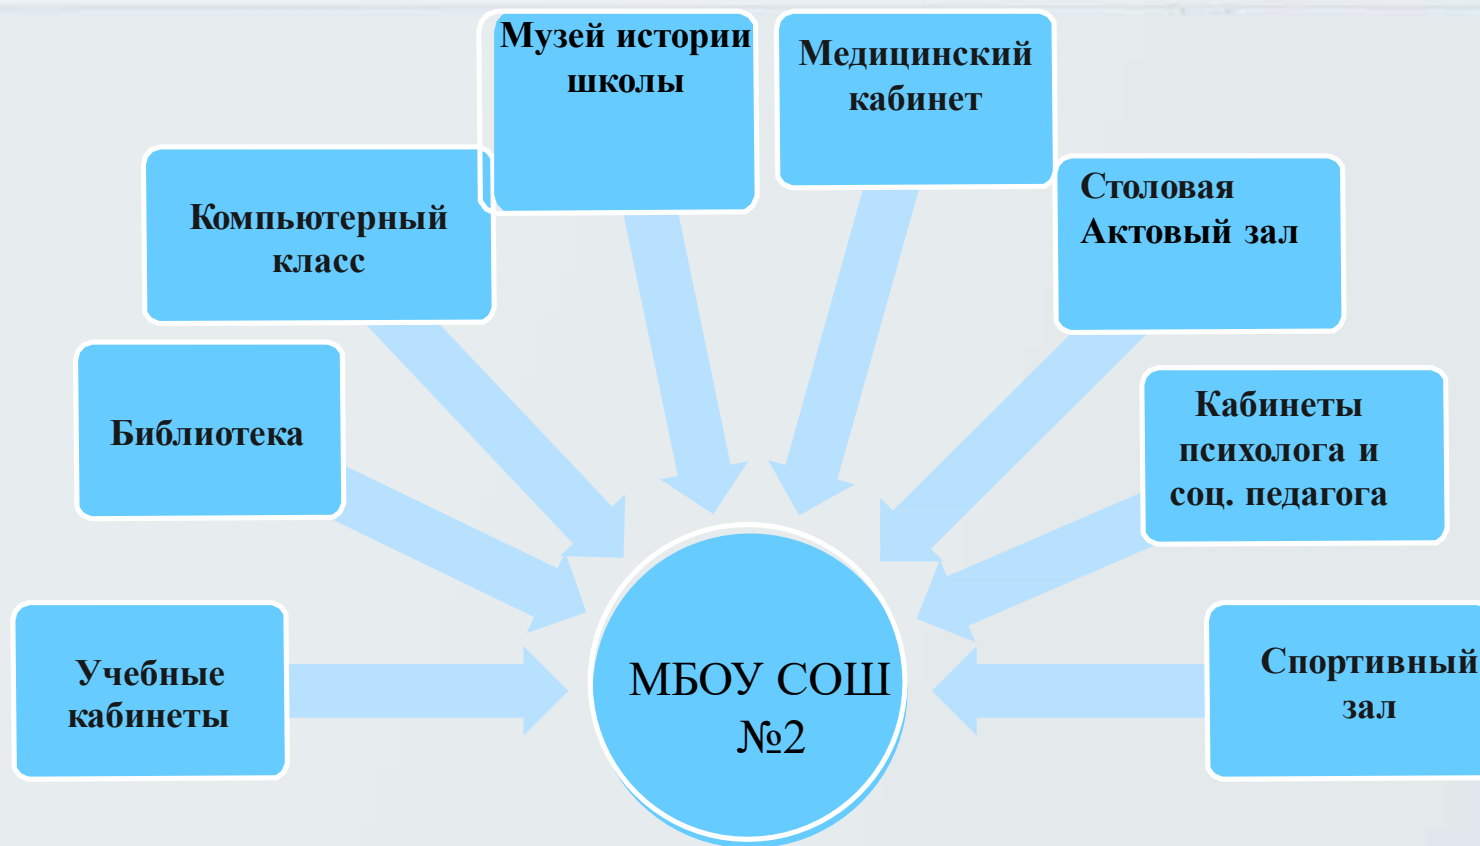 Музей истории
школы
Медицинский
кабинет
Компьютерный
класс
Столовая
Актовый зал
Библиотека
Кабинеты
психолога и
соц. педагога
Учебные
кабинеты
МБОУ СОШ
№2
Спортивный
зал